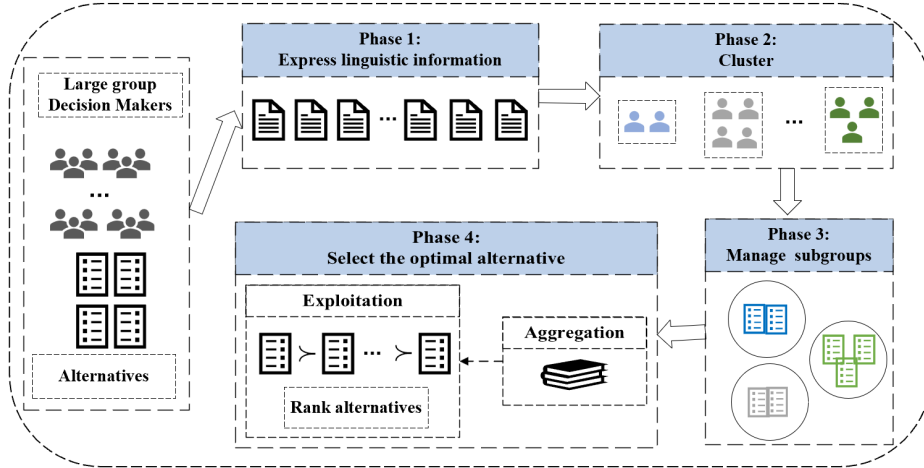 Large group
Decision Makers
...
Alternatives
Phase 1:
Express linguistic information
...
Phase 2:
Cluster
...
Phase 3:
Manage subgroups
Phase 4:
Select the optimal alternative
Exploitation
≻ ... ≻
Rank alternatives
Aggregation